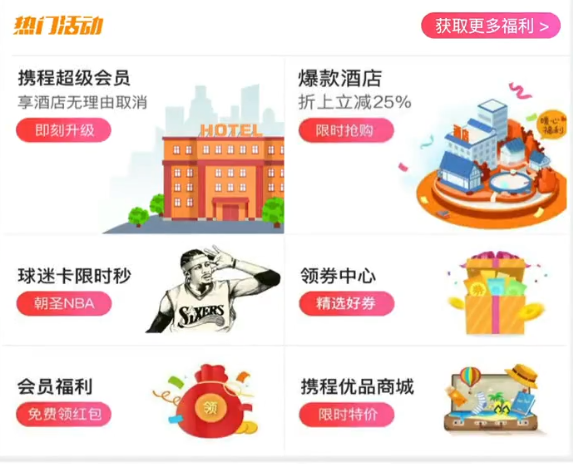 热门活动
获取更多福利 >
携程超级会员
享酒店无理由取消
即刻升级
HOTEL
爆款酒店
折上立减25%
限时抢购
暖心
福利
球迷卡限时秒
朝圣NBA
SIXERS
领券中心
精选好券
会员福利
免费领红包
领
携程优品商城
限时特价